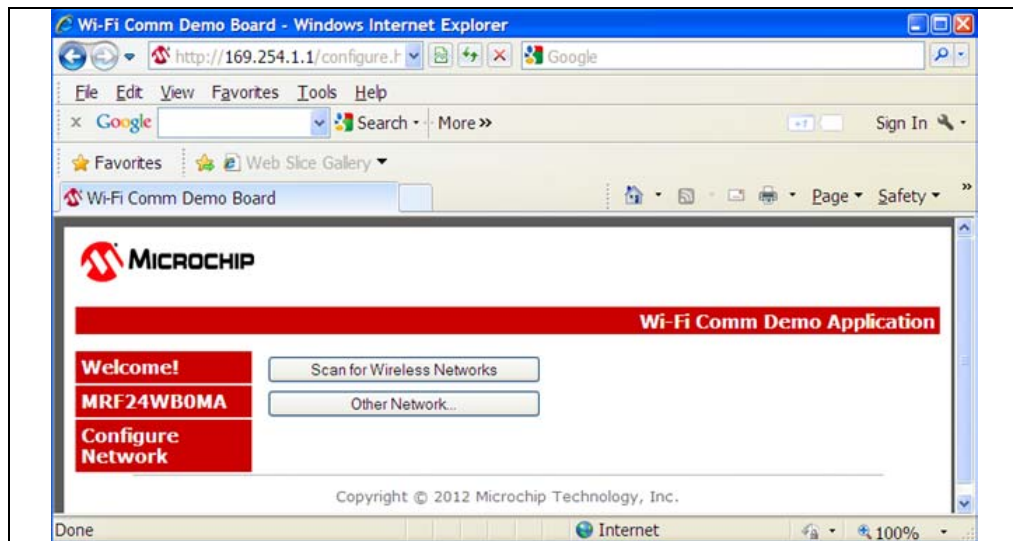 Wi-Fi Comm Demo Board - Windows Internet Explorer
http://169.254.1.1/configure.h
Google
File Edit View Favorites Tools Help
x Google Search More »
Sign In
Favorites Web Slice Gallery
Wi-Fi Comm Demo Board
Page Safety »
MICROCHIP
Wi-Fi Comm Demo Application
Welcome!
Scan for Wireless Networks
MRF24WB0MA
Other Network...
Configure
Network
Copyright © 2012 Microchip Technology, Inc.
Done
Internet
100%